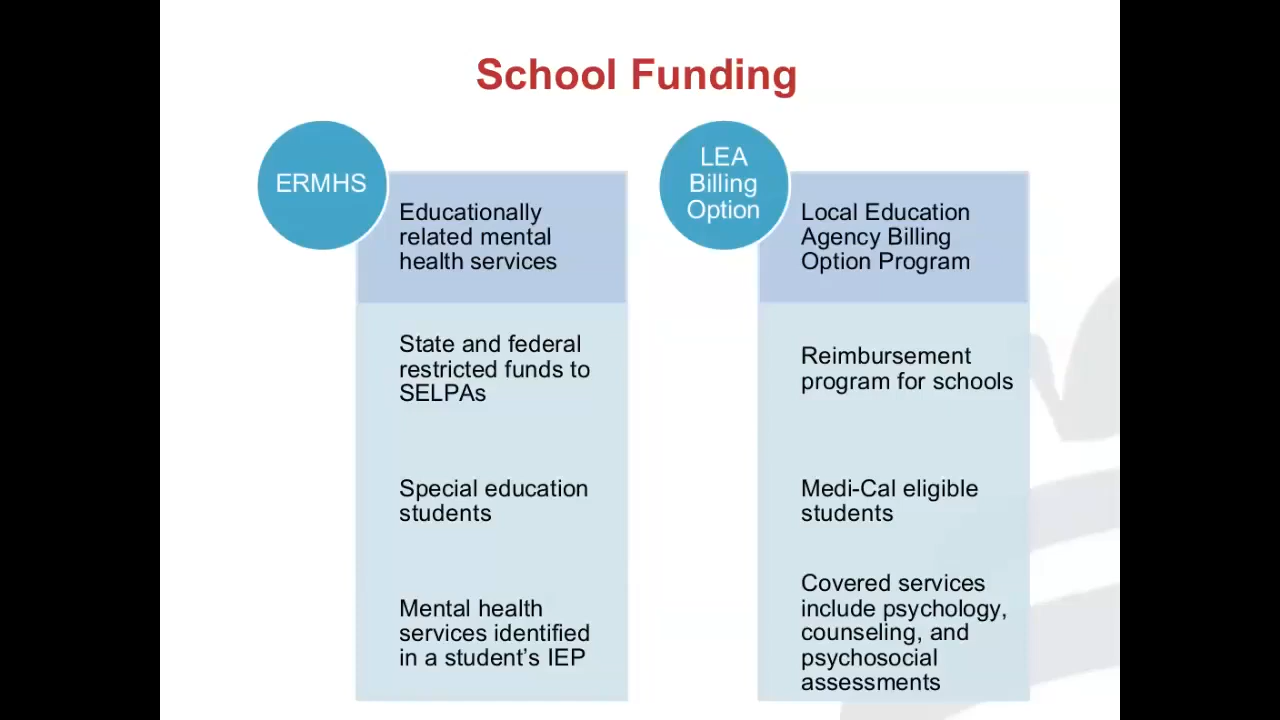 School Funding
ERMHS
Educationally
related mental
health services
State and federal
restricted funds to
SELPAs
Special education
students
Mental health
services identified
in a student’s IEP
LEA
Billing
Option
Local Education
Agency Billing
Option Program
Reimbursement
program for schools
Medi-Cal eligible
students
Covered services
include psychology,
counseling, and
psychosocial
assessments